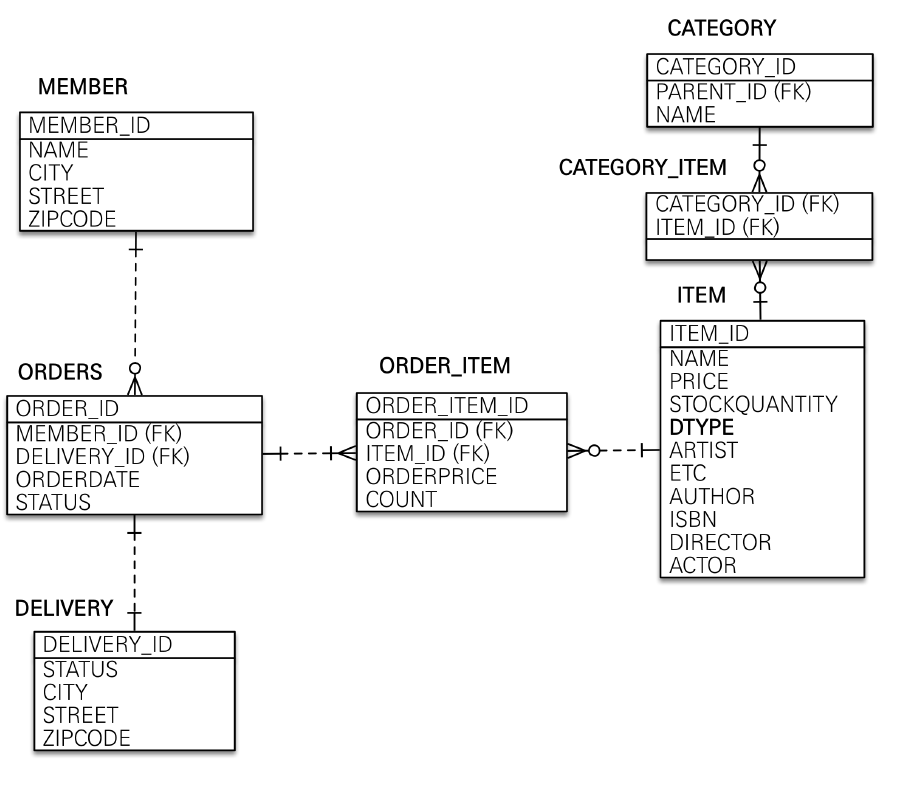 MEMBER
MEMBER_ID
NAME
CITY
STREET
ZIPCODE
ORDERS
ORDER_ID
MEMBER_ID (FK)
DELIVERY_ID (FK)
ORDERDATE
STATUS
DELIVERY
DELIVERY_ID
STATUS
CITY
STREET
ZIPCODE
ORDER_ITEM
ORDER_ITEM_ID
ORDER_ID (FK)
ITEM_ID (FK)
ORDERPRICE
COUNT
CATEGORY
CATEGORY_ID
PARENT_ID (FK)
NAME
CATEGORY_ITEM
CATEGORY_ID (FK)
ITEM_ID (FK)
ITEM
ITEM_ID
NAME
PRICE
STOCKQUANTITY
DTYPE
ARTIST
ETC
AUTHOR
ISBN
DIRECTOR
ACTOR